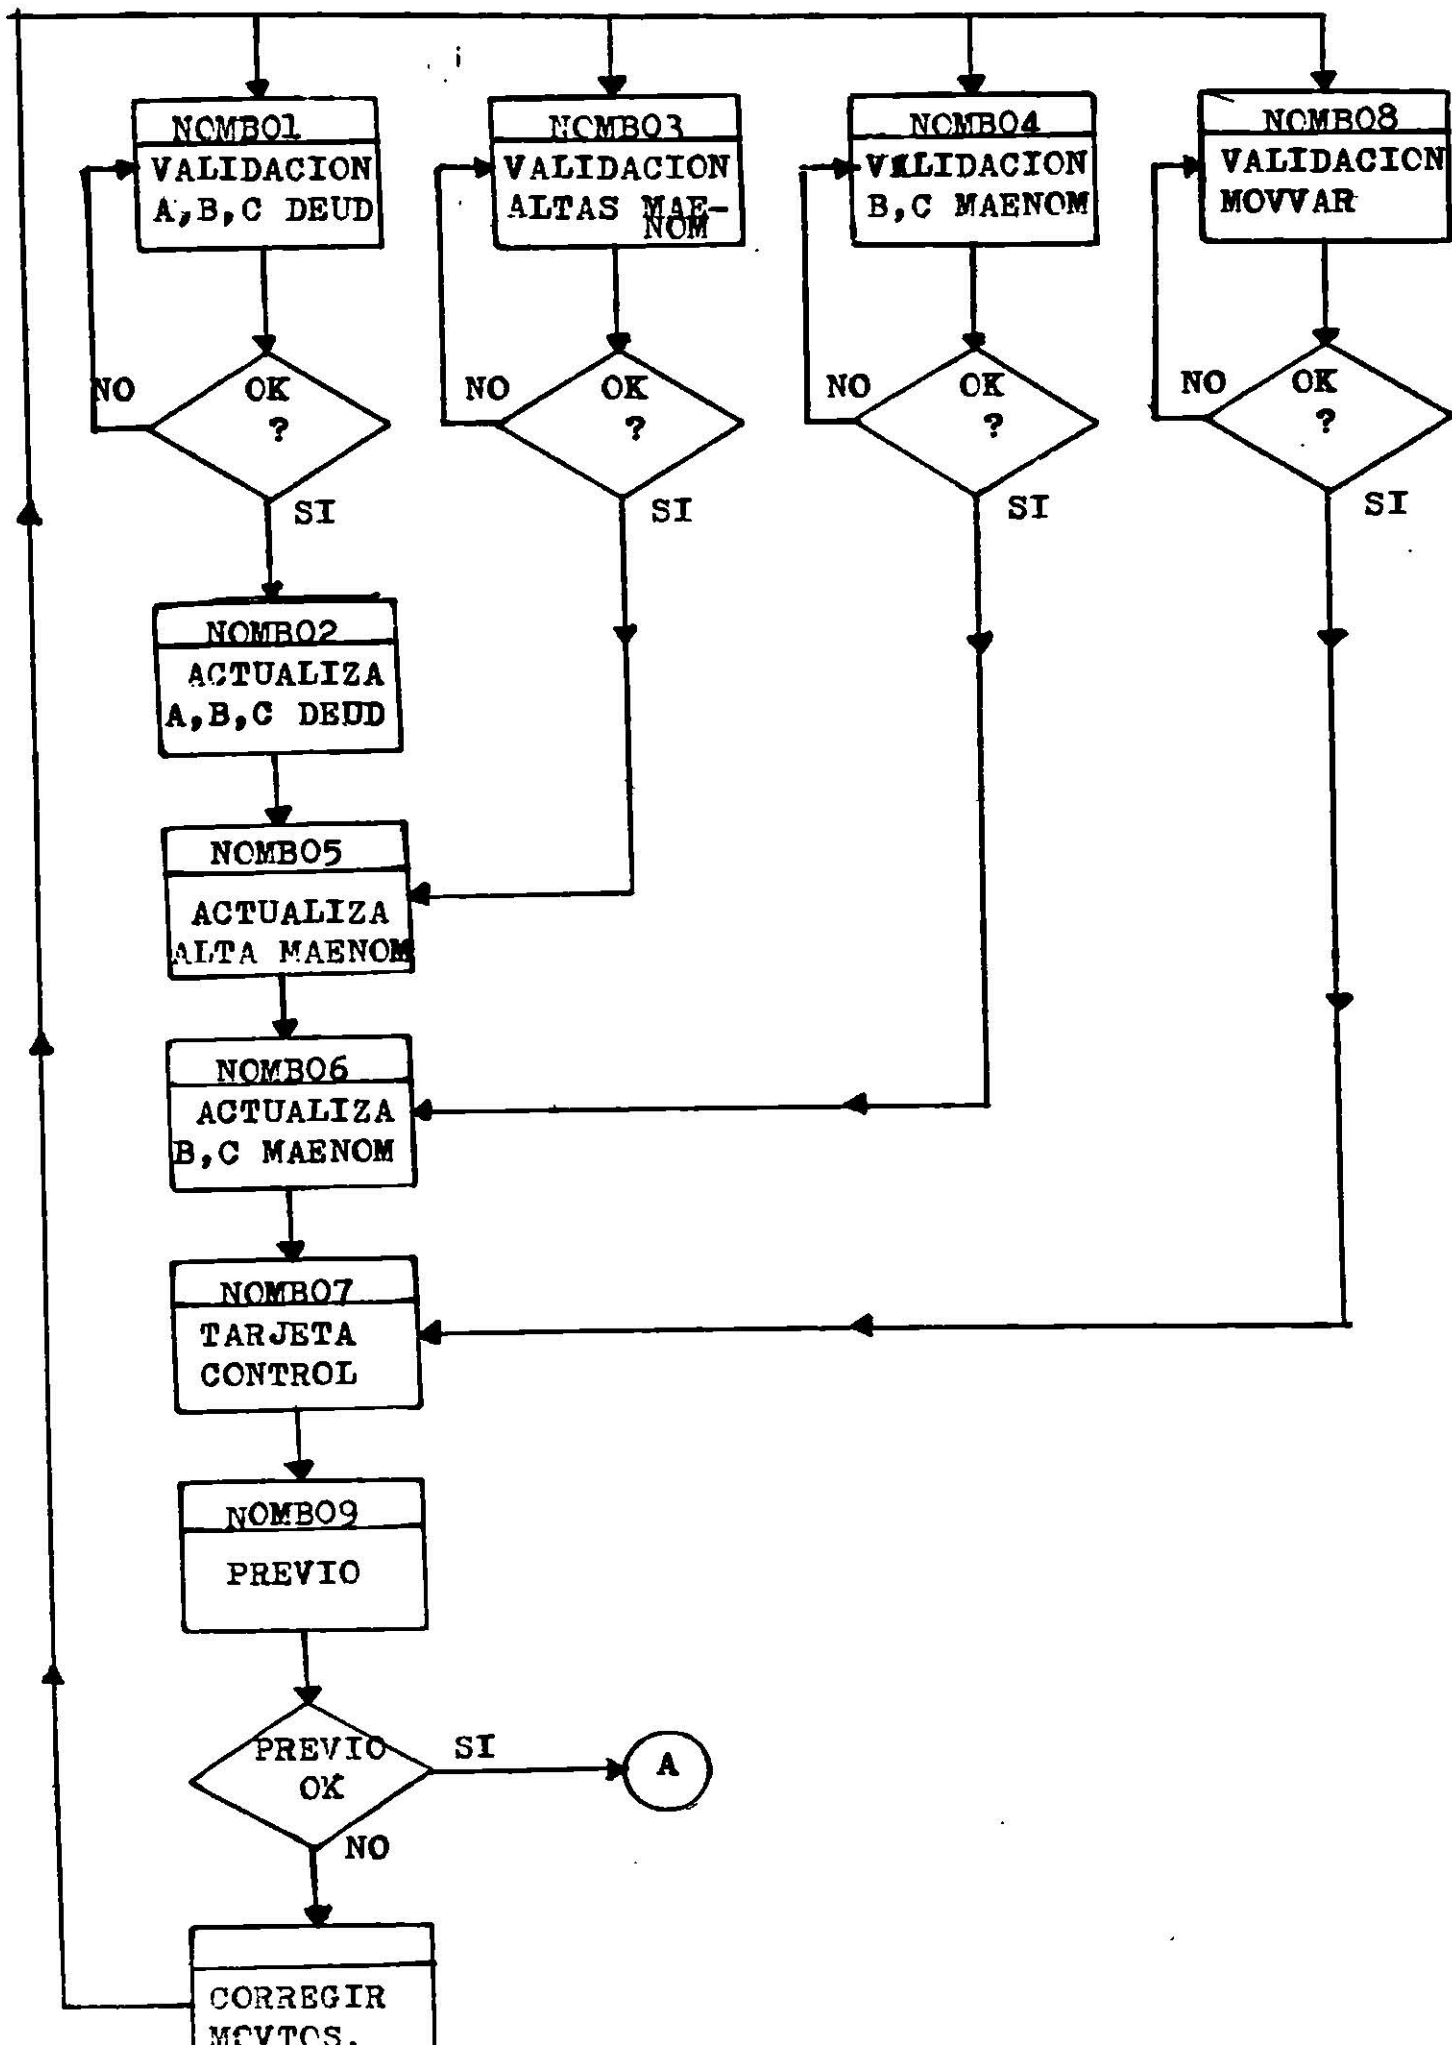 NOMB01
VALIDACION
A,B,C DEUD
NOMB03
VALIDACION
ALTAS MAE-
NOM
NOMB04
VALIDACION
B,C MAENOM
NOMB08
VALIDACION
MOVVAR
NO
OK
?
SI
NO
OK
?
SI
NO
OK
?
SI
NO
OK
?
SI
NOMB02
ACTUALIZA
A,B,C DEUD
NOMB05
ACTUALIZA
ALTA MAENOM
NOMB06
ACTUALIZA
B,C MAENOM
NOMB07
TARJETA
CONTROL
NOMB09
PREVIO
PREVIO
OK
SI
A
NO
CORREGIR
MOVTOS.